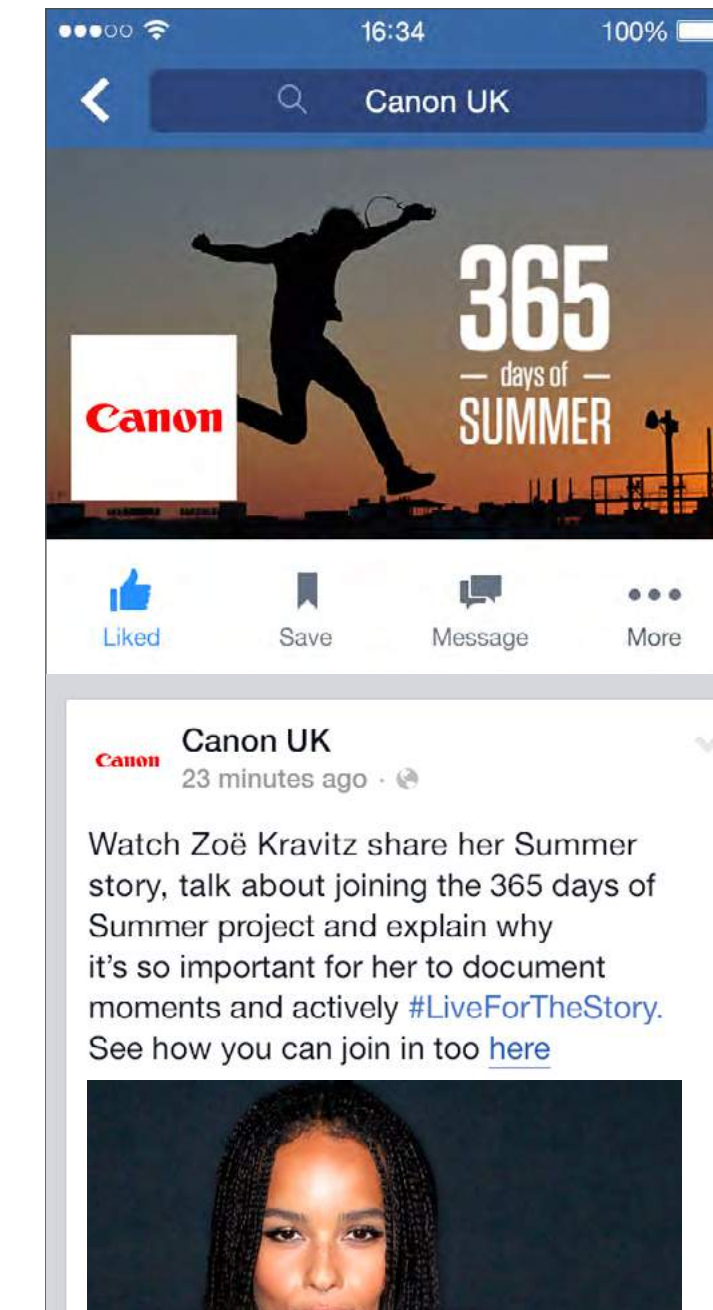 16:34
100%
Canon UK
365
— days of —
SUMMER
Canon
Liked
Save
Message
More
Canon
Canon UK
23 minutes ago ·
Watch Zoë Kravitz share her Summer
story, talk about joining the 365 days of
Summer project and explain why
it's so important for her to document
moments and actively #LiveForTheStory.
See how you can join in too here